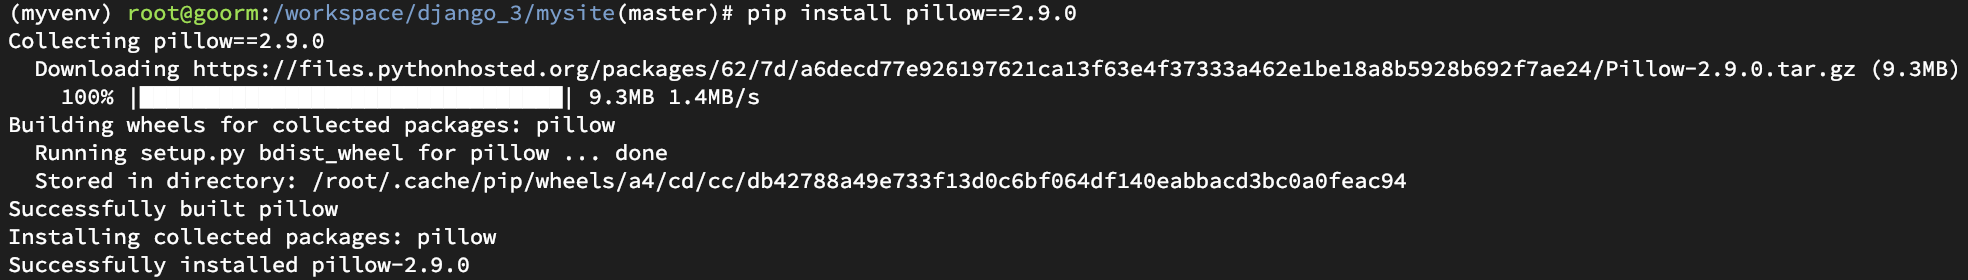 (myvenv) root@goorm:/workspace/django_3/mysite(master)# pip install pillow==2.9.0
Collecting pillow==2.9.0
  Downloading https://files.pythonhosted.org/packages/62/7d/a6decd77e926197621ca13f63e4f37333a462e1be18a8b5928b692f7ae24/Pillow-2.9.0.tar.gz (9.3MB)
    100% |████████████████████████████████| 9.3MB 1.4MB/s
Building wheels for collected packages: pillow
  Running setup.py bdist_wheel for pillow ... done
  Stored in directory: /root/.cache/pip/wheels/a4/cd/cc/db42788a49e733f13d0c6bf064df140eabbacd3bc0a0feac94
Successfully built pillow
Installing collected packages: pillow
Successfully installed pillow-2.9.0